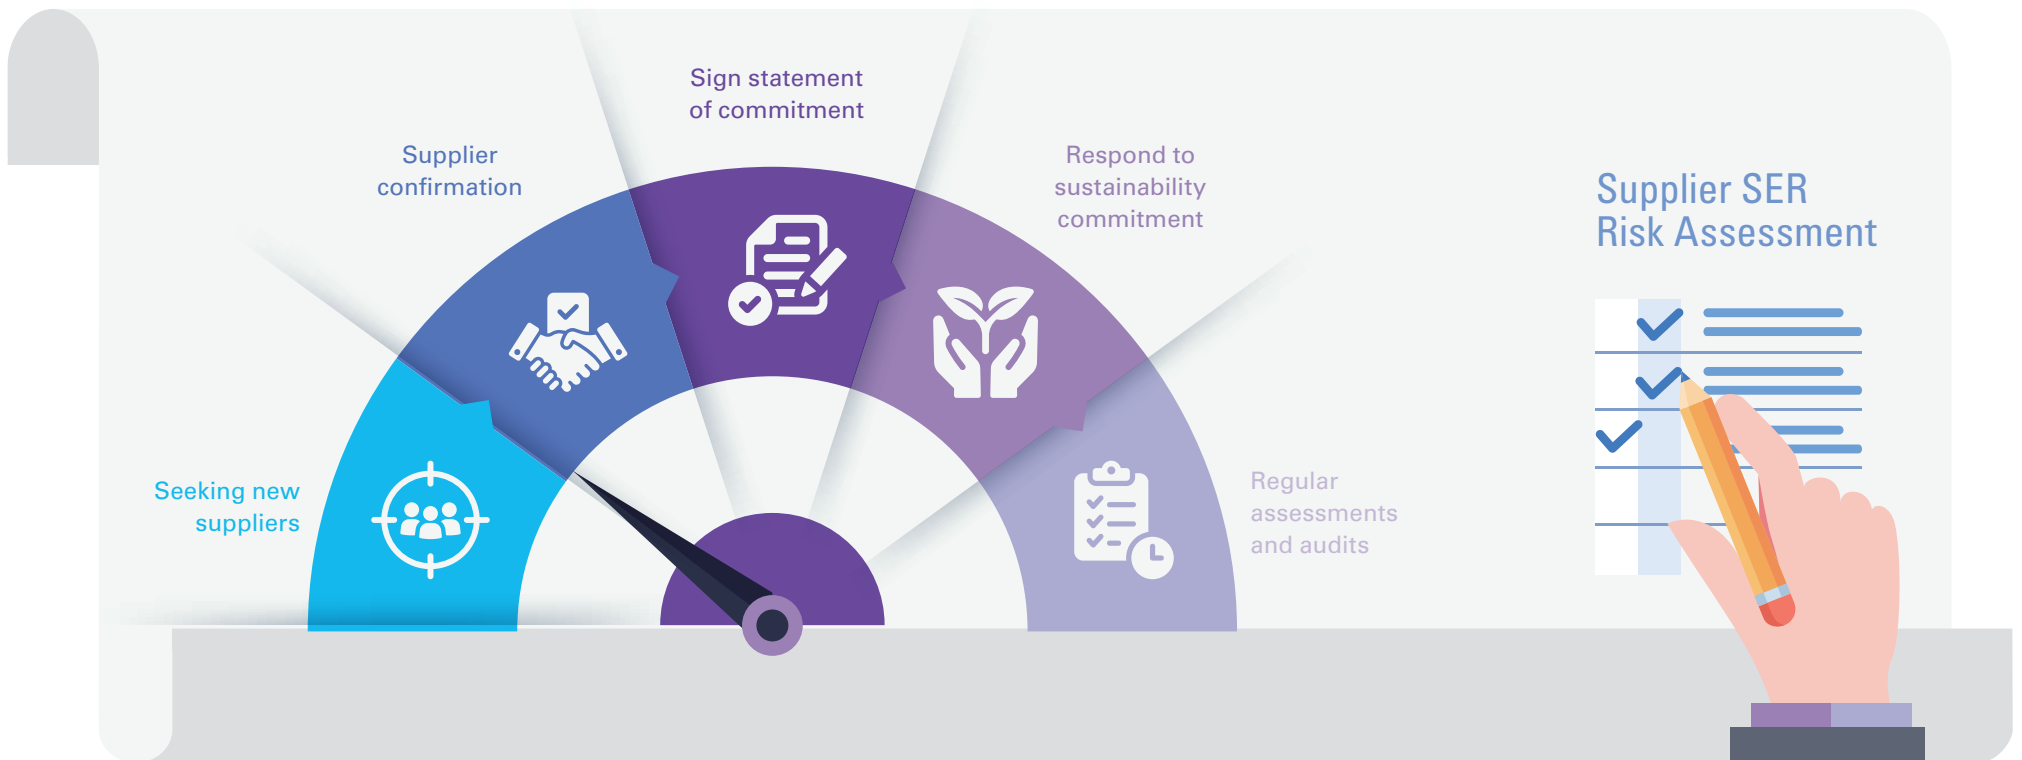 Seeking new
suppliers
Supplier
confirmation
Sign statement
of commitment
Respond to
sustainability
commitment
Regular
assessments
and audits
Supplier SER
Risk Assessment